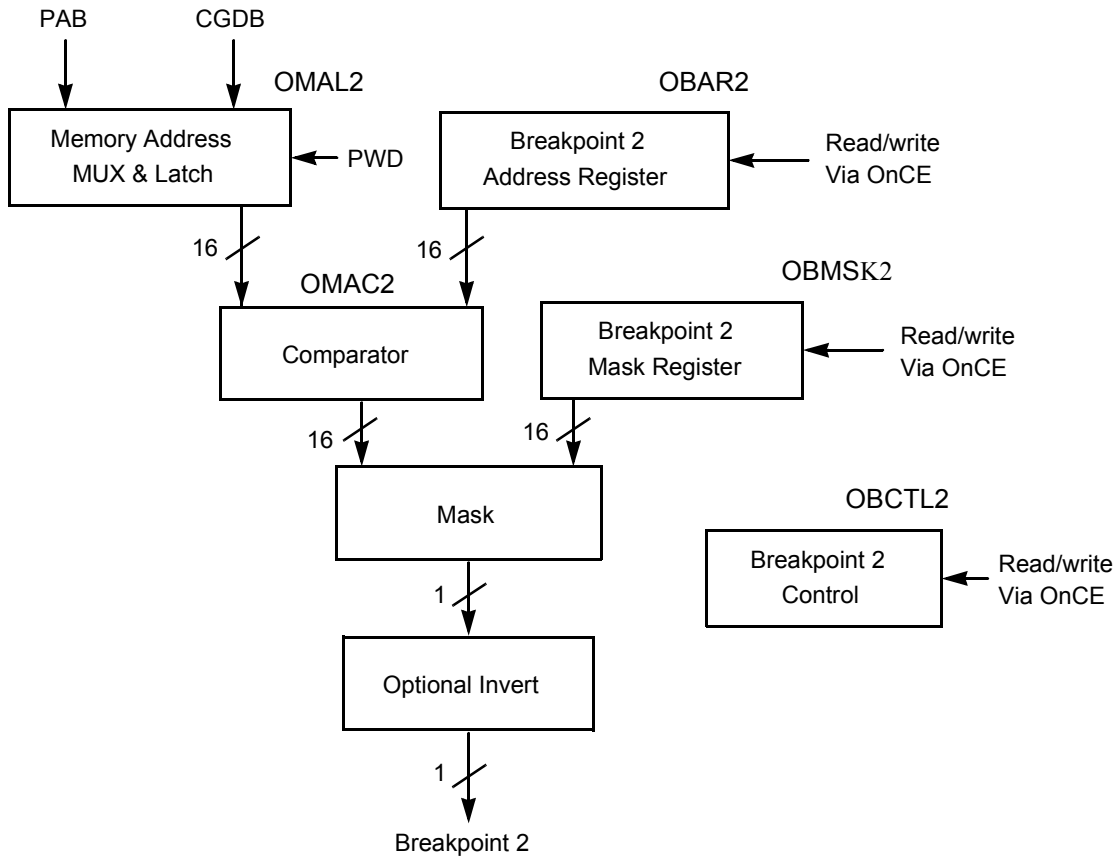 PAB
CGDB
OMAL2
OBAR2
Memory Address
MUX & Latch
PWD
Breakpoint 2
Address Register
Read/write
Via OnCE
16
16
OMAC2
OBMSK2
Comparator
Breakpoint 2
Mask Register
Read/write
Via OnCE
16
16
Mask
OBCTL2
Breakpoint 2
Control
Read/write
Via OnCE
1
Optional Invert
1
Breakpoint 2